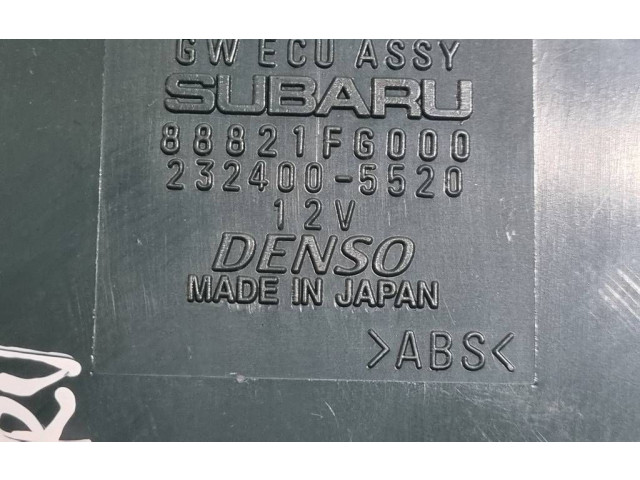 GW ECU ASSY
SUBARU
88821FG000
232400-5520
12V
DENSO
MADE IN JAPAN
>ABS<